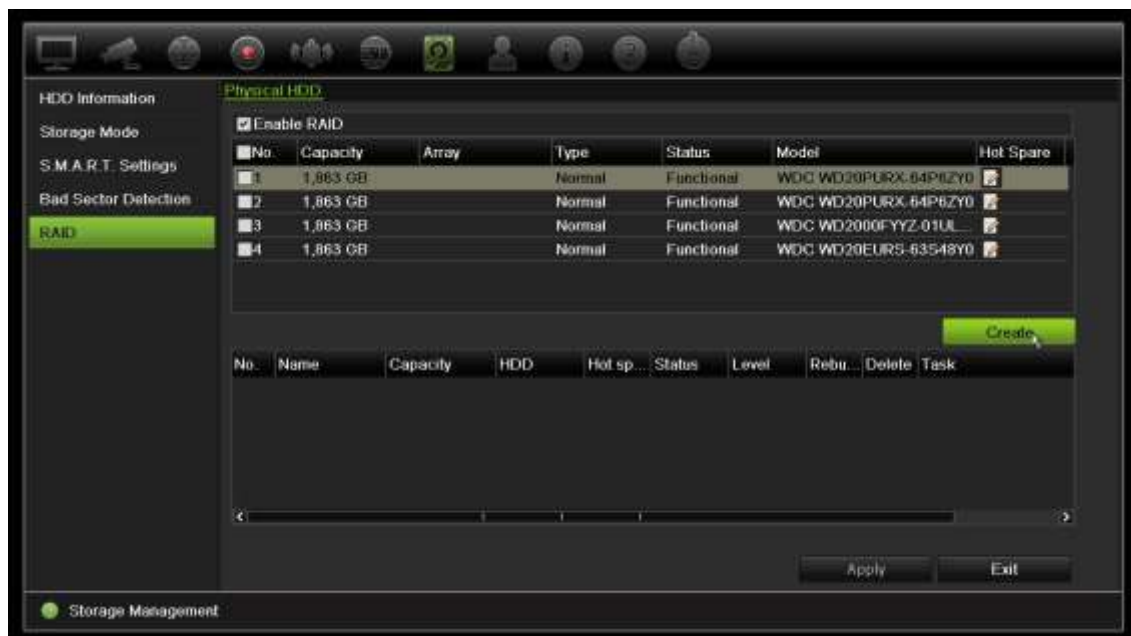 HDD Information
Storage Mode
S.M.A.R.T. Settings
Bad Sector Detection
RAID
Physical HDD
Enable RAID
No. Capacity Array Type Status Model Hot Spare
1 1,863 GB Normal Functional WDC WD20PURX-64P6ZY0
2 1,863 GB Normal Functional WDC WD20PURX-64P6ZY0
3 1,863 GB Normal Functional WDC WD2000FYYZ-01UL...
4 1,863 GB Normal Functional WDC WD20EURS-63S48Y0
Create
No. Name Capacity HDD Hot sp... Status Level Rebu... Delete Task
Apply Exit
Storage Management